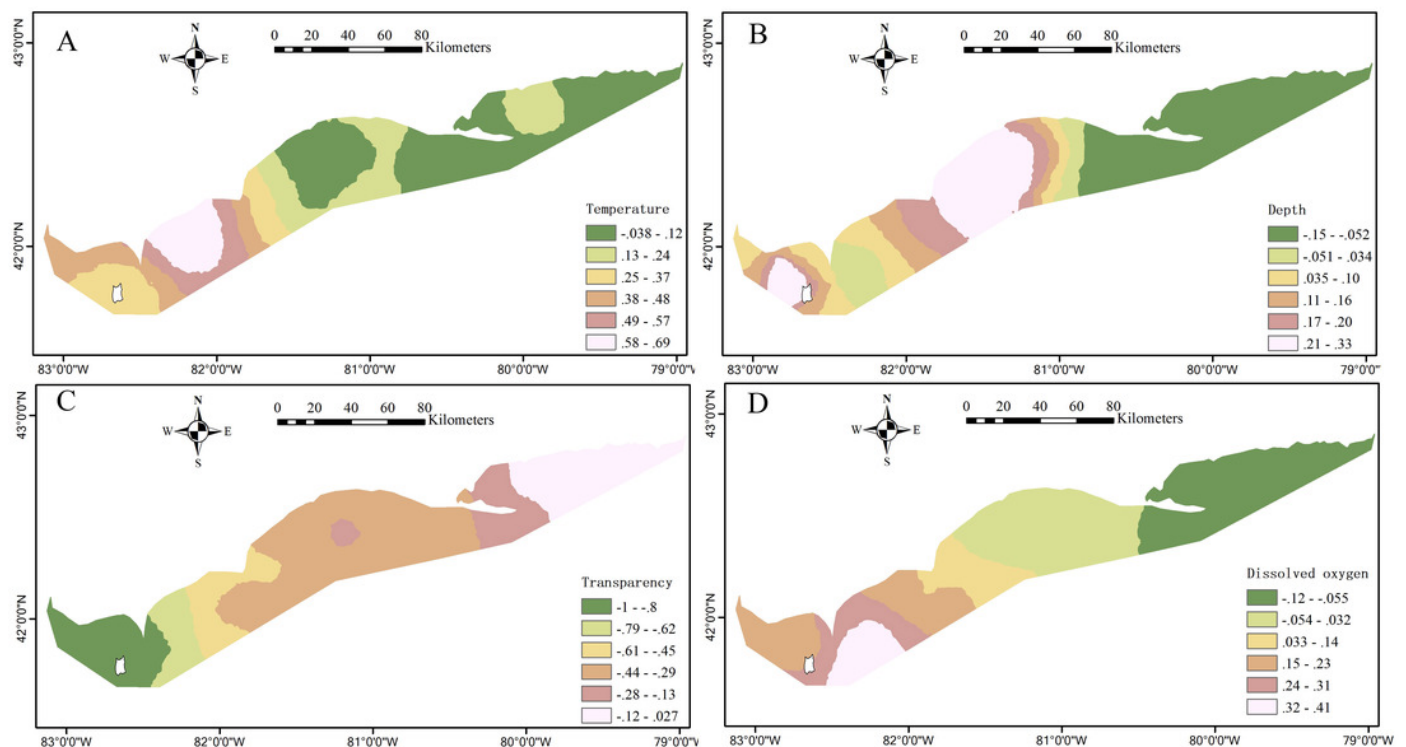 A
N
W E
S
0 20 40 60 80
Kilometers
43°0'0"N
42°0'0"N
Temperature
-.038 - .12
.13 - .24
.25 - .37
.38 - .48
.49 - .57
.58 - .69
83°0'0"W 82°0'0"W 81°0'0"W 80°0'0"W 79°0'0"W
B
N
W E
S
0 20 40 60 80
Kilometers
43°0'0"N
42°0'0"N
Depth
-.15 - -.052
-.051 - .034
.035 - .10
.11 - .16
.17 - .20
.21 - .33
83°0'0"W 82°0'0"W 81°0'0"W 80°0'0"W 79°0'0"W
C
N
W E
S
0 20 40 60 80
Kilometers
43°0'0"N
42°0'0"N
Transparency
-1 - -.8
-.79 - -.62
-.61 - -.45
-.44 - -.29
-.28 - -.13
-.12 - .027
83°0'0"W 82°0'0"W 81°0'0"W 80°0'0"W 79°0'0"W
D
N
W E
S
0 20 40 60 80
Kilometers
43°0'0"N
42°0'0"N
Dissolved oxygen
-.12 - -.055
-.054 - .032
.033 - .14
.15 - .23
.24 - .31
.32 - .41
83°0'0"W 82°0'0"W 81°0'0"W 80°0'0"W 79°0'0"W